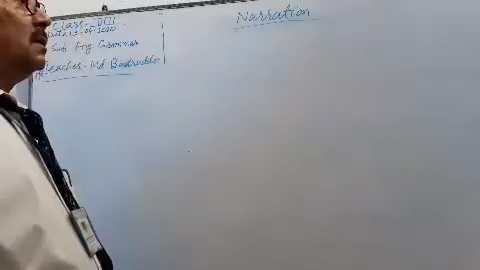 Class-VIII
Sub Eng Grammar
Teacher-Md Badruddin
Narration